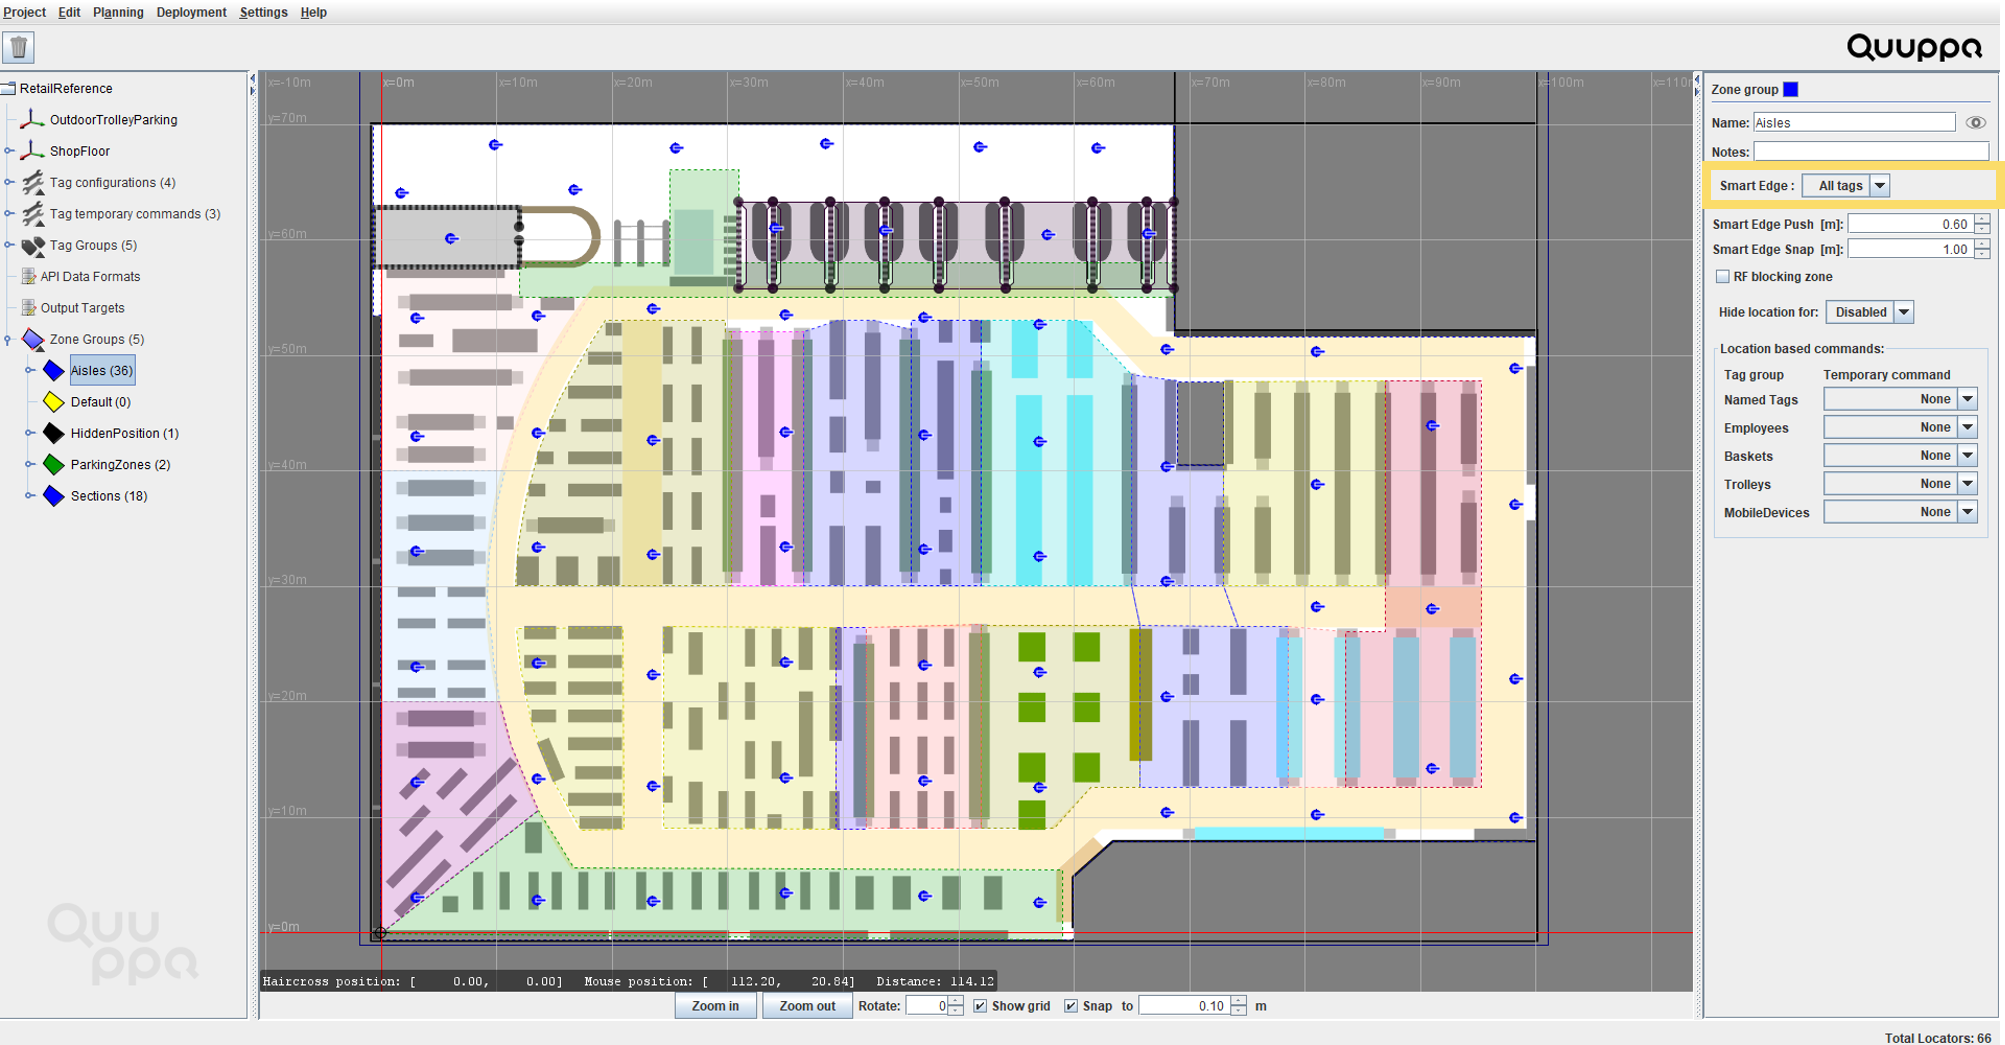 Project Edit Planning Deployment Settings Help
Quuppa
RetailReference
OutdoorTrolleyParking
ShopFloor
Tag configurations (4)
Tag temporary commands (3)
Tag Groups (5)
API Data Formats
Output Targets
Zone Groups (5)
Aisles (36)
Default (0)
HiddenPosition (1)
ParkingZones (2)
Sections (18)
Quu
ppa
x=-10m x=0m x=10m x=20m x=30m x=40m x=50m x=60m x=70m x=80m x=90m x=100m x=110m
y=70m
y=60m
y=50m
y=40m
y=30m
y=20m
y=10m
y=0m
Haircross position: [ 0.00, 0.00] Mouse position: [ 112.20, 20.84] Distance: 114.12
Zoom in Zoom out Rotate: 0 Show grid Snap to 0.10 m
Zone group
Name: Aisles
Notes:
Smart Edge : All tags
Smart Edge Push [m]: 0.60
Smart Edge Snap [m]: 1.00
RF blocking zone
Hide location for: Disabled
Location based commands:
Tag group Temporary command
Named Tags None
Employees None
Baskets None
Trolleys None
MobileDevices None
Total Locators: 66